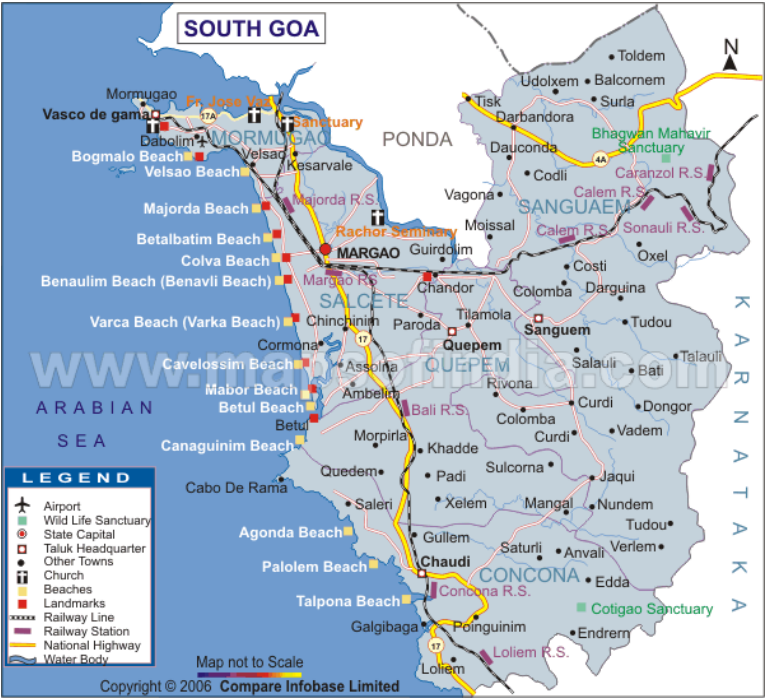 SOUTH GOA
N
Toldem
Udolxem
Balcornem
Mormugao
Fr. Jose Vaz
Tisk
Surla
Vasco de gama
17A
Sanctuary
Darbandora
MORMUGAO
PONDA
Bhagwan Mahavir
Sanctuary
Dabolim
Dauconda
4A
Bogmalo Beach
Velsao
Kesarvale
Codli
Caranzol R.S.
Velsao Beach
Vagona
Calem R.S.
Majorda Beach
Majorda R.S.
SANGUAEM
Rachor Seminary
Moissal
Calem R.S.
Sonauli R.S.
Betalbatim Beach
MARGAO
Guirdolim
Oxel
Colva Beach
Costi
Benaulim Beach (Benavli Beach)
Margao RS
Chandor
Colomba
Darguina
SALCETE
Varca Beach (Varka Beach)
Chinchinim
Paroda
Tilamola
Sanguem
Tudou
Cormona
17
Quepem
www.mapsofindia.com
Talauli
Cavelossim Beach
Assolna
QUEPEM
Salauli
Bati
Mabor Beach
Ambelim
Rivona
ARABIAN
SEA
Betul Beach
Bali R.S.
Curdi
Dongor
Betul
Colomba
Canaguinim Beach
Morpirla
Khadde
Curdi
Vadem
KARNATAKA
LEGEND
Quedem
Padi
Sulcorna
Jaqui
Cabo De Rama
Airport
Wild Life Sanctuary
State Capital
Taluk Headquarter
Other Towns
Church
Beaches
Landmarks
Railway Line
Railway Station
National Highway
Water Body
Saleri
Xelem
Mangal
Nundem
Agonda Beach
Gullem
Tudou
Saturli
Anvali
Verlem
Palolem Beach
Chaudi
CONCONA
Edda
Talpona Beach
Concona R.S.
Cotigao Sanctuary
Galgibaga
Poinguinim
Endrem
17
Loliem
Loliem R.S.
Map not to Scale
Copyright © 2006 Compare Infobase Limited